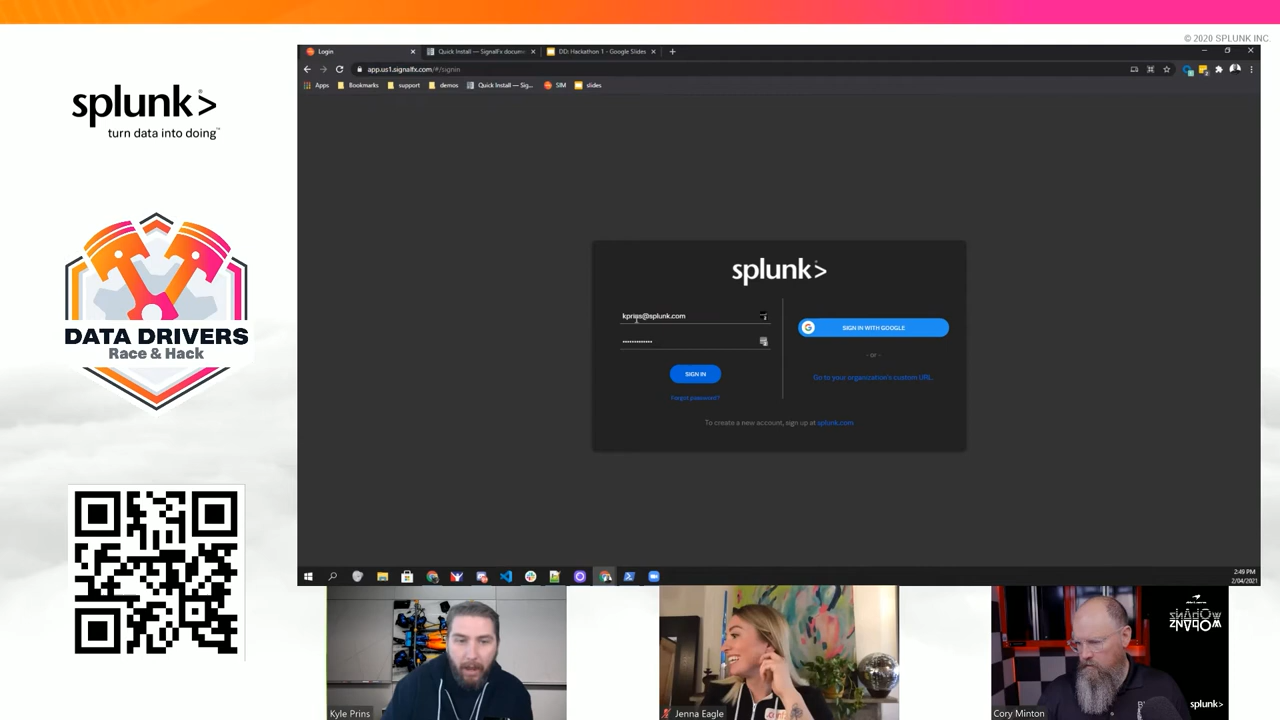 © 2020 SPLUNK INC.
splunk>
turn data into doing™
DATA DRIVERS
Race & Hack
Login
Quick Install — SignalFx docume
DD: Hackathon 1 - Google Slides
app.us1.signalfx.com/#/signin
Apps
Bookmarks
support
demos
Quick Install — Sig...
SIM
slides
splunk>
kprins@splunk.com
SIGN IN
Forgot password?
SIGN IN WITH GOOGLE
- or -
Go to your organization's custom URL.
To create a new account, sign up at splunk.com
2:49 PM
2/04/2021
Kyle Prins
Jenna Eagle
Cory Minton
splunk>